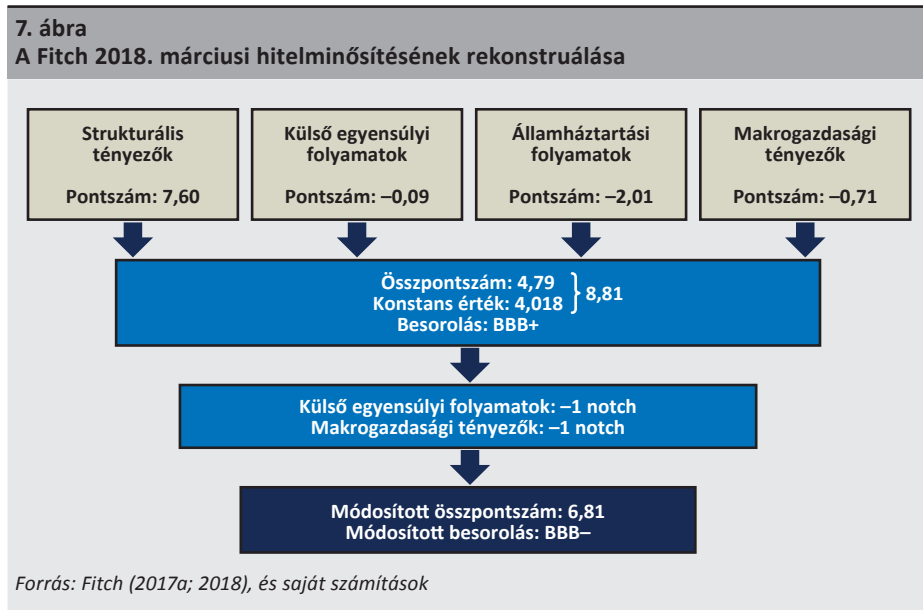 7. ábra
A Fitch 2018. márciusi hitelminősítésének rekonstruálása
Strukturális
tényezők
Pontszám: 7,60
Külső egyensúlyi
folyamatok
Pontszám: –0,09
Államháztartási
folyamatok
Pontszám: –2,01
Makrogazdasági
tényezők
Pontszám: –0,71
Összpontszám: 4,79
Konstans érték: 4,018
8,81
Besorolás: BBB+
Külső egyensúlyi folyamatok: –1 notch
Makrogazdasági tényezők: –1 notch
Módosított összpontszám: 6,81
Módosított besorolás: BBB–
Forrás: Fitch (2017a; 2018), és saját számítások